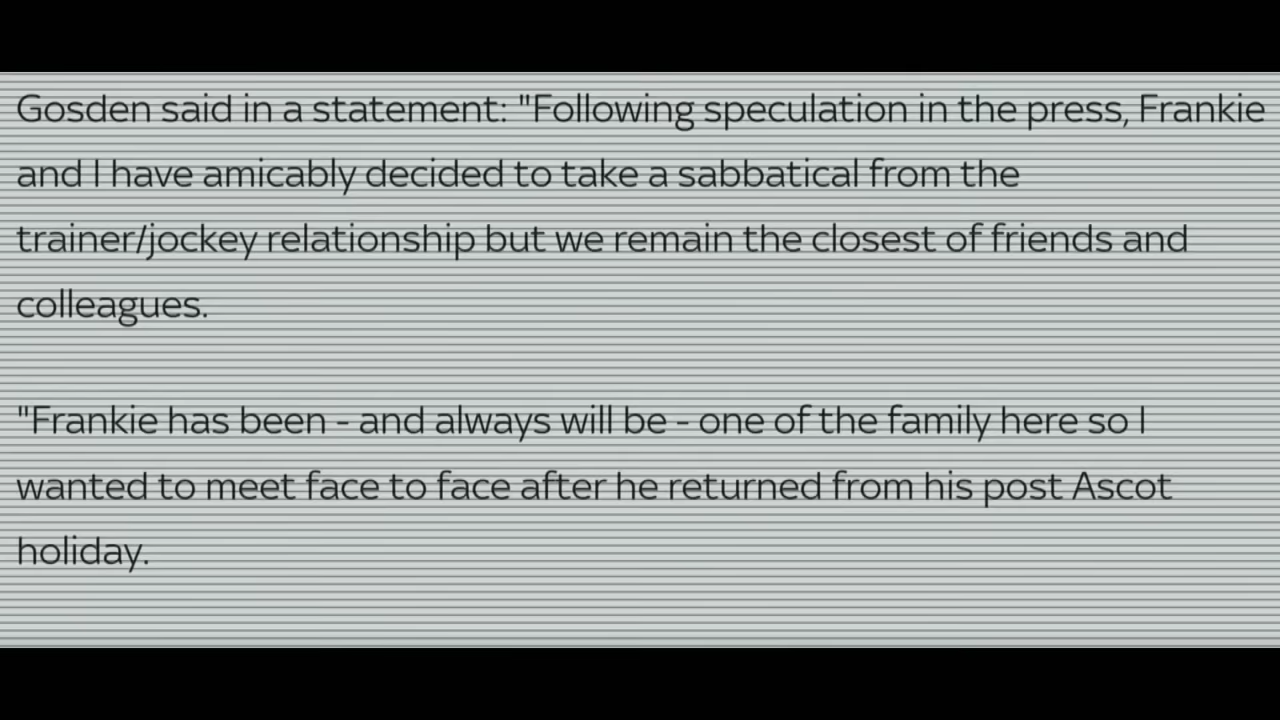 Gosden said in a statement: "Following speculation in the press, Frankie
and I have amicably decided to take a sabbatical from the
trainer/jockey relationship but we remain the closest of friends and
colleagues.
"Frankie has been - and always will be - one of the family here so I
wanted to meet face to face after he returned from his post Ascot
holiday.